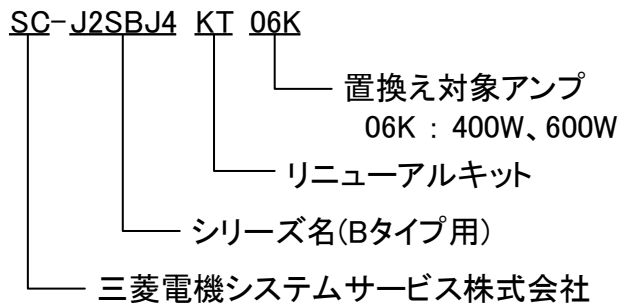 SC-J2SBJ4 KT 06K
置換え対象アンプ
06K : 400W、600W
リニューアルキット
シリーズ名(Bタイプ用)
三菱電機システムサービス株式会社